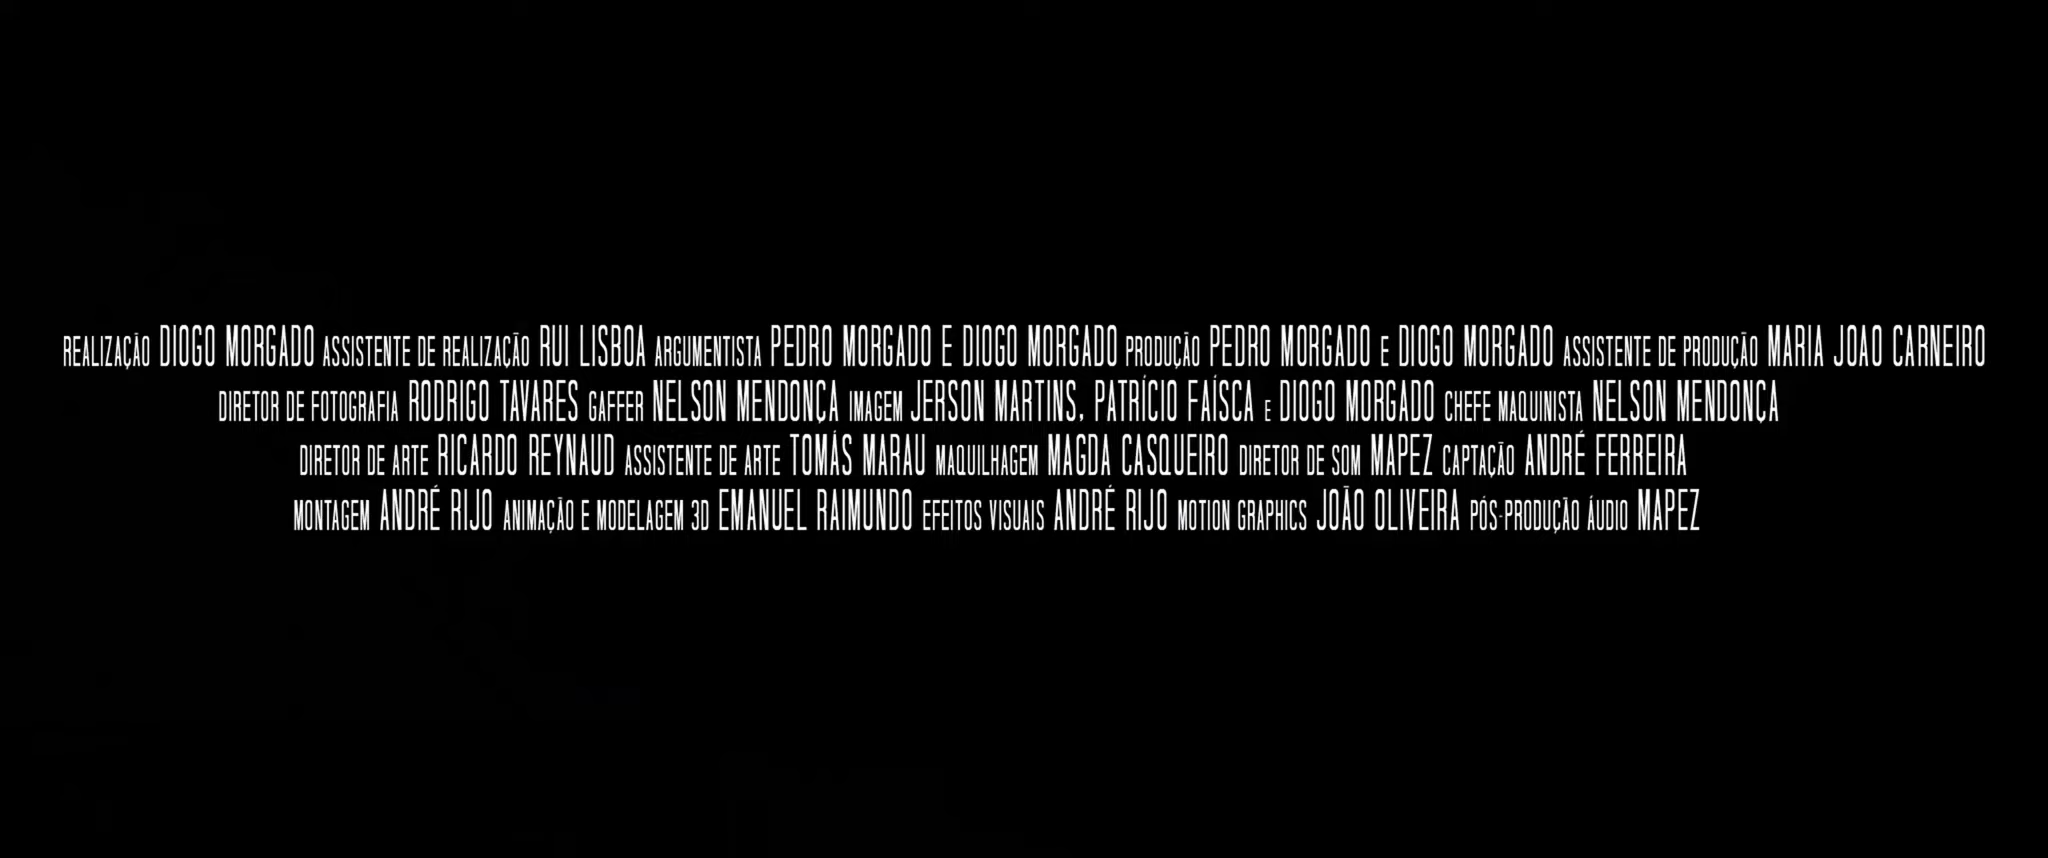 REALIZAÇÃO DIOGO MORGADO ASSISTENTE DE REALIZAÇÃO RUI LISBOA ARGUMENTISTA PEDRO MORGADO E DIOGO MORGADO PRODUÇÃO PEDRO MORGADO E DIOGO MORGADO ASSISTENTE DE PRODUÇÃO MARIA JOAO CARNEIRO
DIRETOR DE FOTOGRAFIA RODRIGO TAVARES GAFFER NELSON MENDONÇA IMAGEM JERSON MARTINS, PATRÍCIO FAÍSCA E DIOGO MORGADO CHEFE MAQUINISTA NELSON MENDONÇA
DIRETOR DE ARTE RICARDO REYNAUD ASSISTENTE DE ARTE TOMÁS MARAU MAQUILHAGEM MAGDA CASQUEIRO DIRETOR DE SOM MAPEZ CAPTAÇÃO ANDRÉ FERREIRA
MONTAGEM ANDRÉ RIJO ANIMAÇÃO E MODELAGEM 3D EMANUEL RAIMUNDO EFEITOS VISUAIS ANDRÉ RIJO MOTION GRAPHICS JOÃO OLIVEIRA PÓS-PRODUÇÃO ÁUDIO MAPEZ